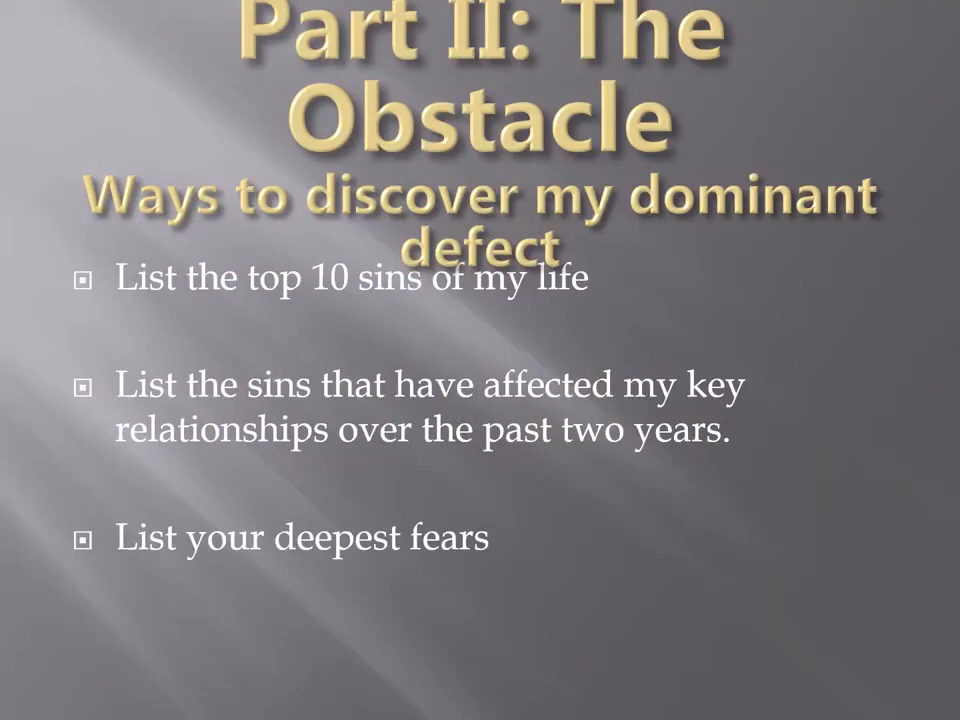 Part II: The
Obstacle
Ways to discover my dominant
defect
List the top 10 sins of my life
List the sins that have affected my key
relationships over the past two years.
List your deepest fears